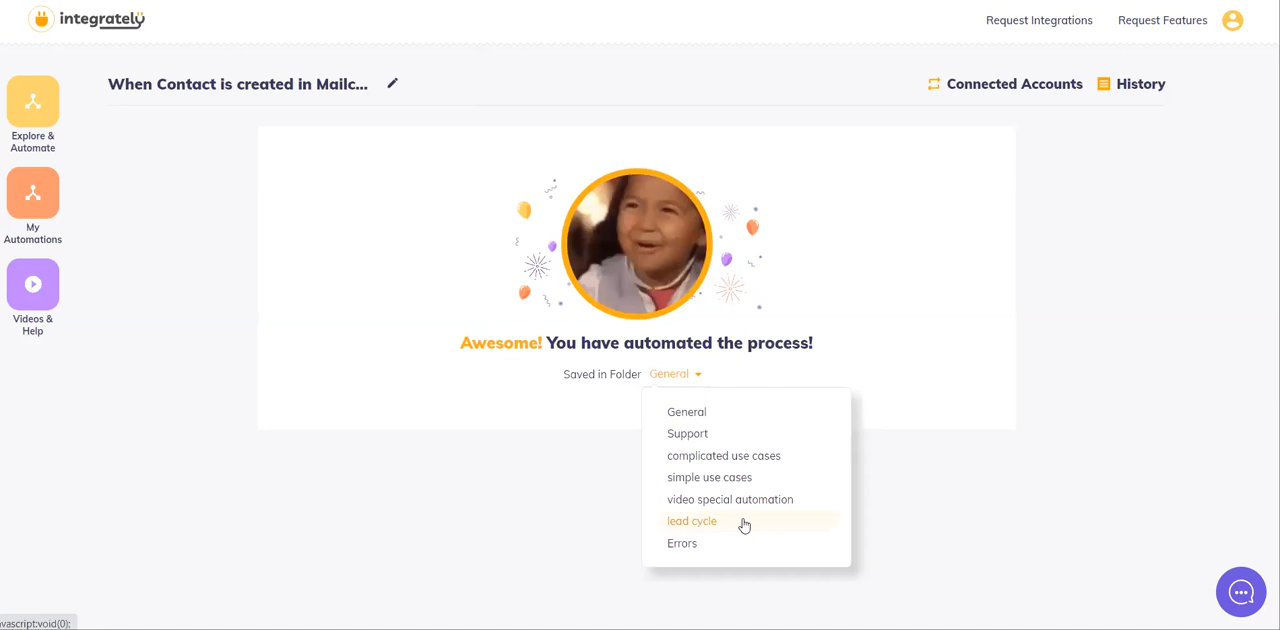 integrately
Request Integrations
Request Features
Explore &
Automate
My
Automations
Videos &
Help
When Contact is created in Mailc...
Connected Accounts
History
Awesome! You have automated the process!
Saved in Folder General
General
Support
complicated use cases
simple use cases
video special automation
lead cycle
Errors
avascript:void(0);